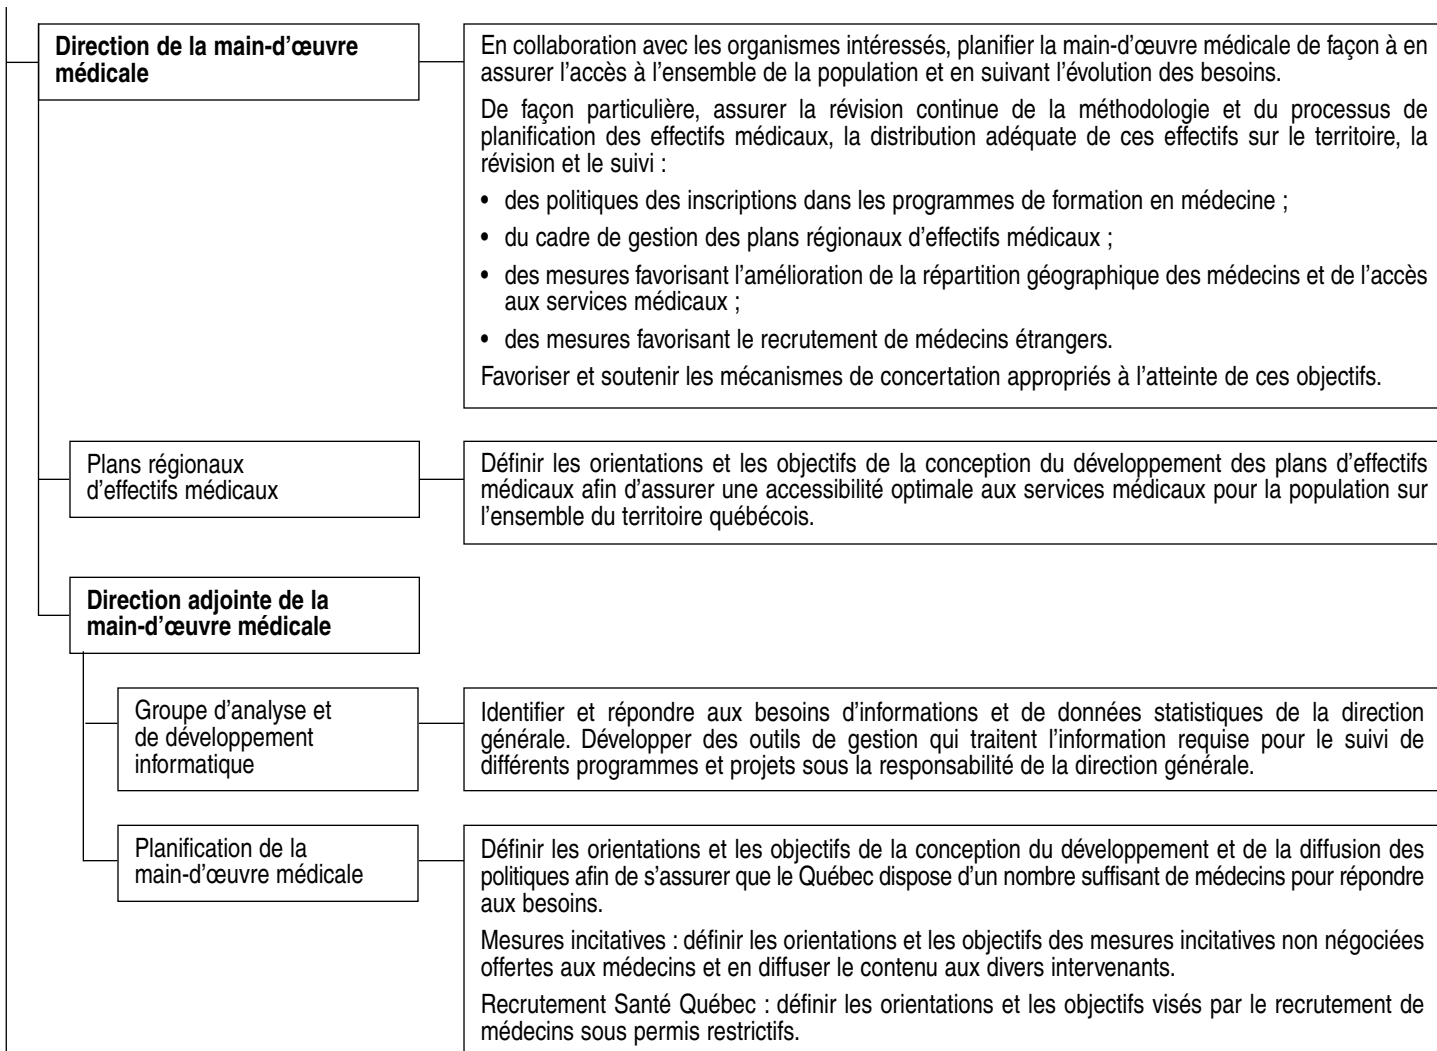 Direction de la main-d'œuvre
médicale
En collaboration avec les organismes intéressés, planifier la main-d'œuvre médicale de façon à en
assurer l'accès à l'ensemble de la population et en suivant l'évolution des besoins.
De façon particulière, assurer la révision continue de la méthodologie et du processus de
planification des effectifs médicaux, la distribution adéquate de ces effectifs sur le territoire, la
révision et le suivi :
• des politiques des inscriptions dans les programmes de formation en médecine ;
• du cadre de gestion des plans régionaux d'effectifs médicaux ;
• des mesures favorisant l'amélioration de la répartition géographique des médecins et de l'accès
aux services médicaux ;
• des mesures favorisant le recrutement de médecins étrangers.
Favoriser et soutenir les mécanismes de concertation appropriés à l'atteinte de ces objectifs.
Plans régionaux
d'effectifs médicaux
Définir les orientations et les objectifs de la conception du développement des plans d'effectifs
médicaux afin d'assurer une accessibilité optimale aux services médicaux pour la population sur
l'ensemble du territoire québécois.
Direction adjointe de la
main-d'œuvre médicale
Groupe d'analyse et
de développement
informatique
Identifier et répondre aux besoins d'informations et de données statistiques de la direction
générale. Développer des outils de gestion qui traitent l'information requise pour le suivi de
différents programmes et projets sous la responsabilité de la direction générale.
Planification de la
main-d'œuvre médicale
Définir les orientations et les objectifs de la conception du développement et de la diffusion des
politiques afin de s'assurer que le Québec dispose d'un nombre suffisant de médecins pour répondre
aux besoins.
Mesures incitatives : définir les orientations et les objectifs des mesures incitatives non négociées
offertes aux médecins et en diffuser le contenu aux divers intervenants.
Recrutement Santé Québec : définir les orientations et les objectifs visés par le recrutement de
médecins sous permis restrictifs.